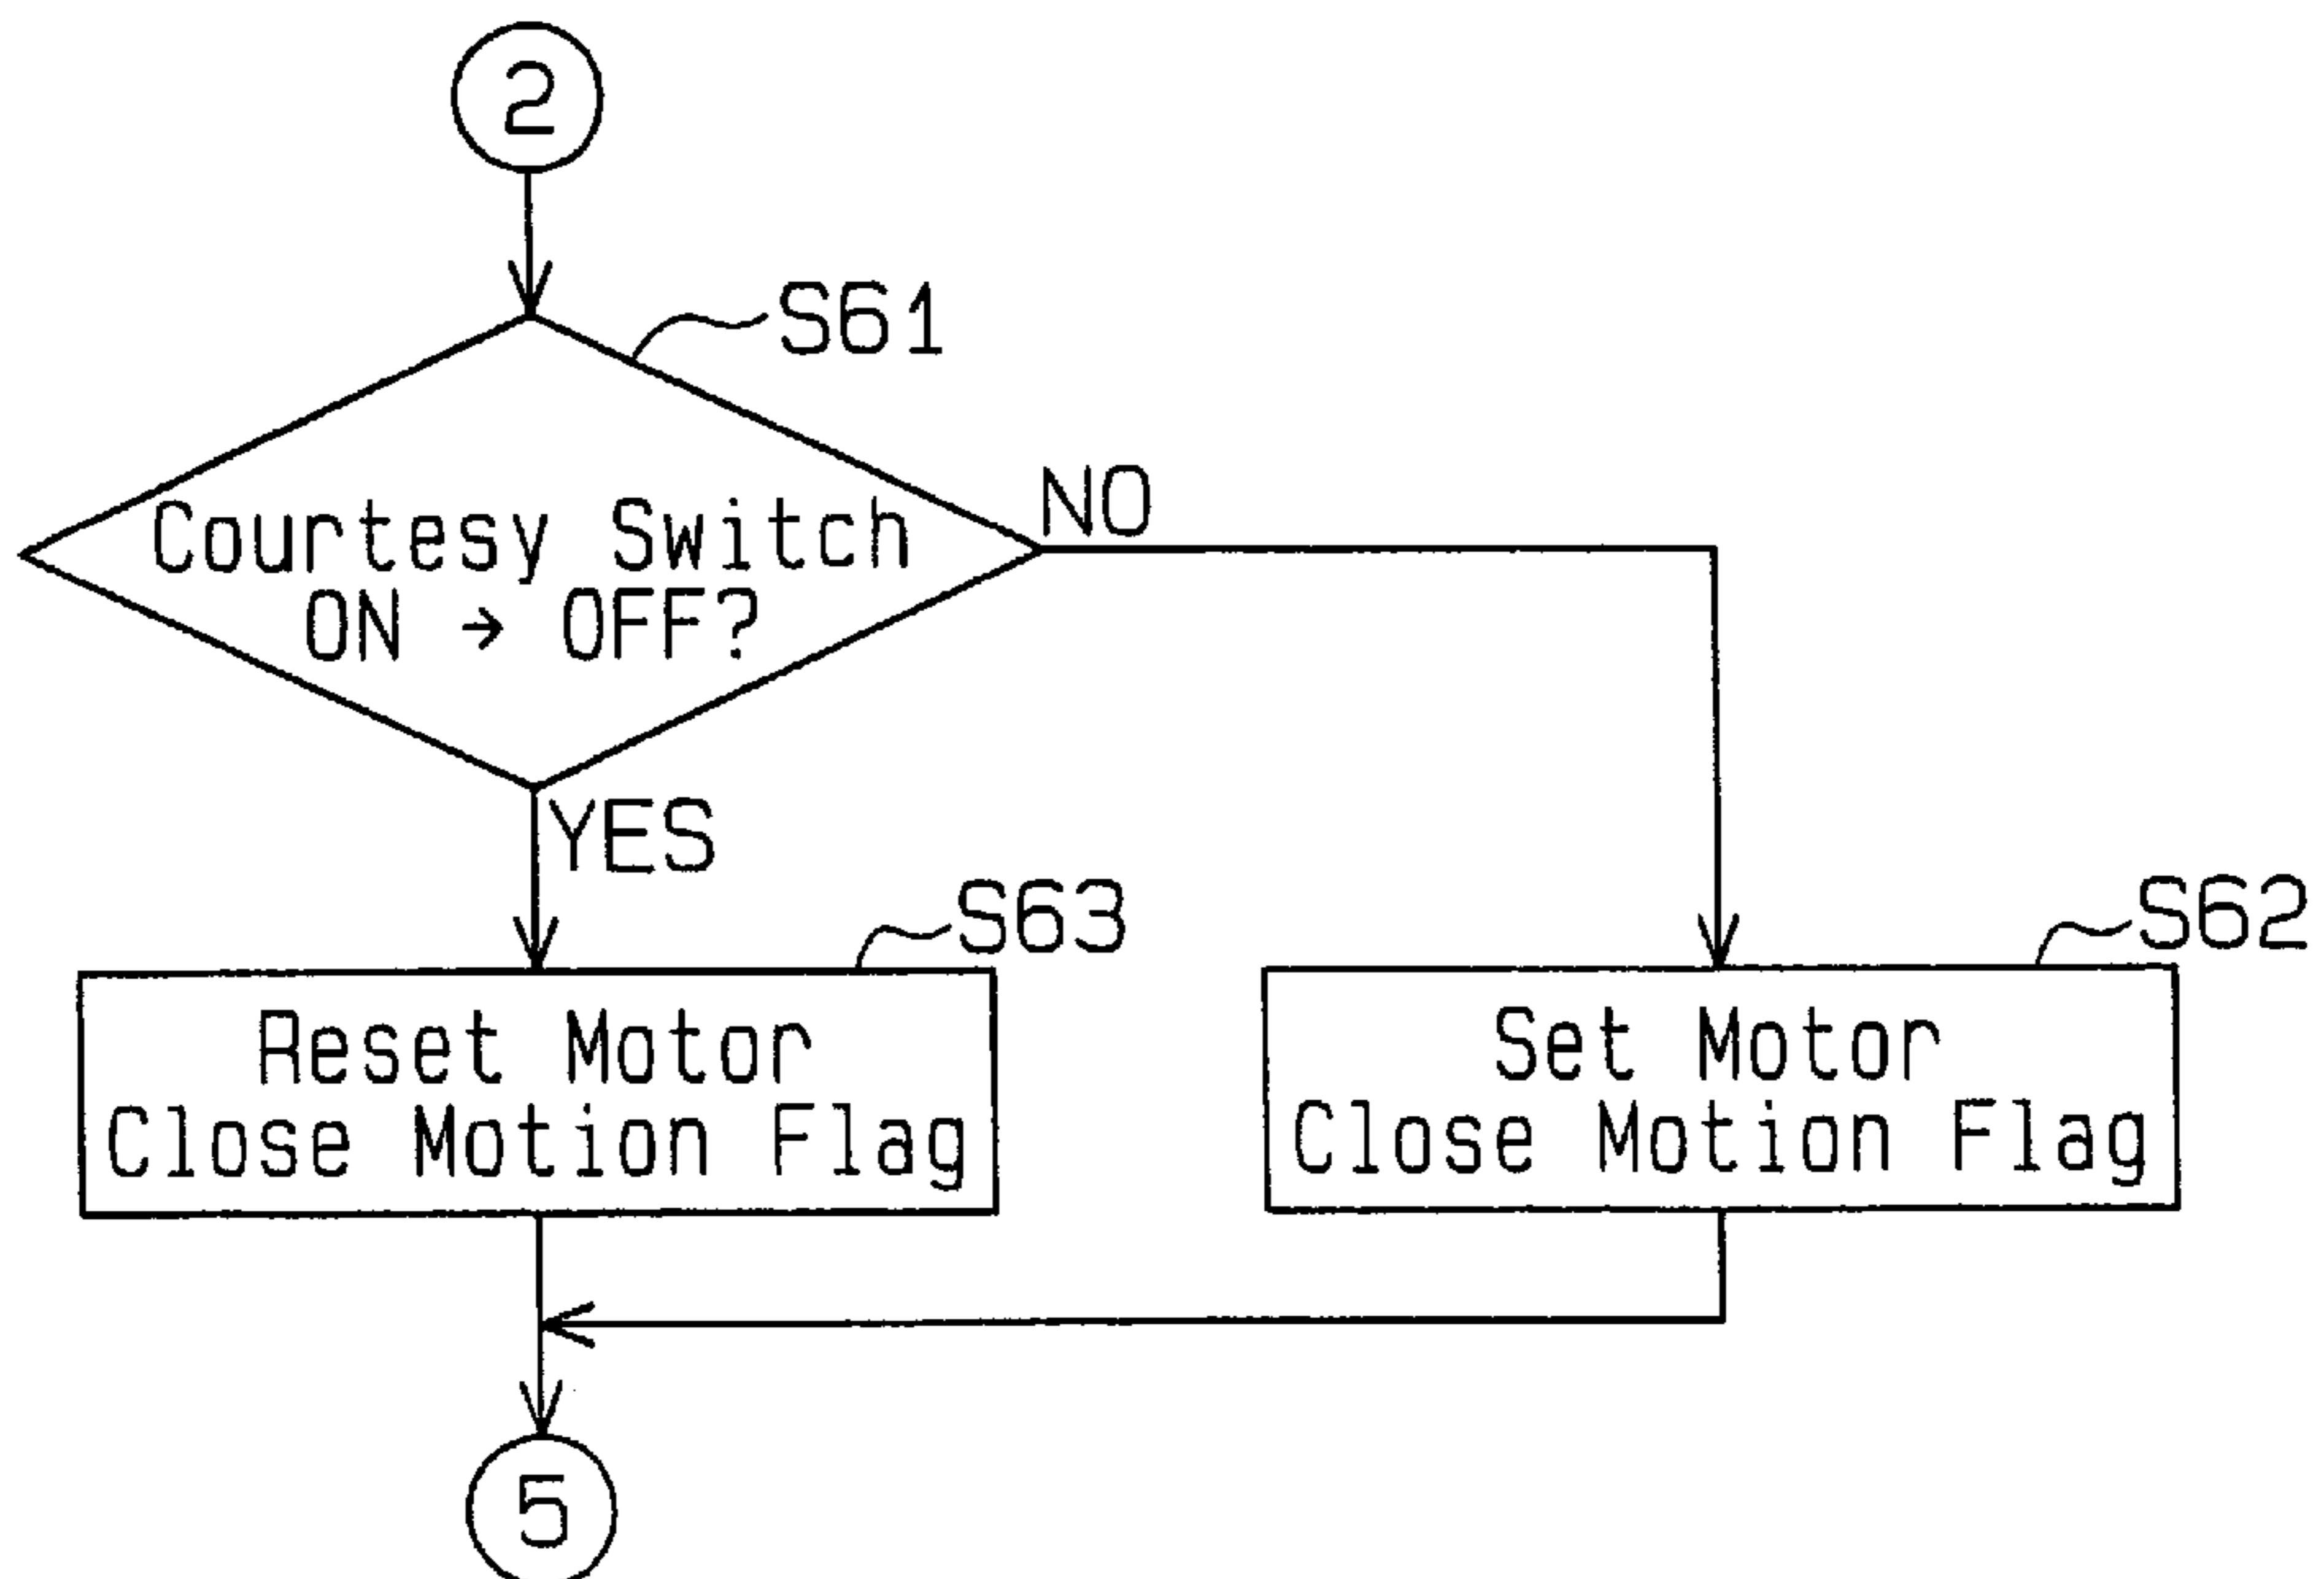 2
S61
Courtesy Switch
ON → OFF?
NO
YES
S63
Reset Motor
Close Motion Flag
S62
Set Motor
Close Motion Flag
5